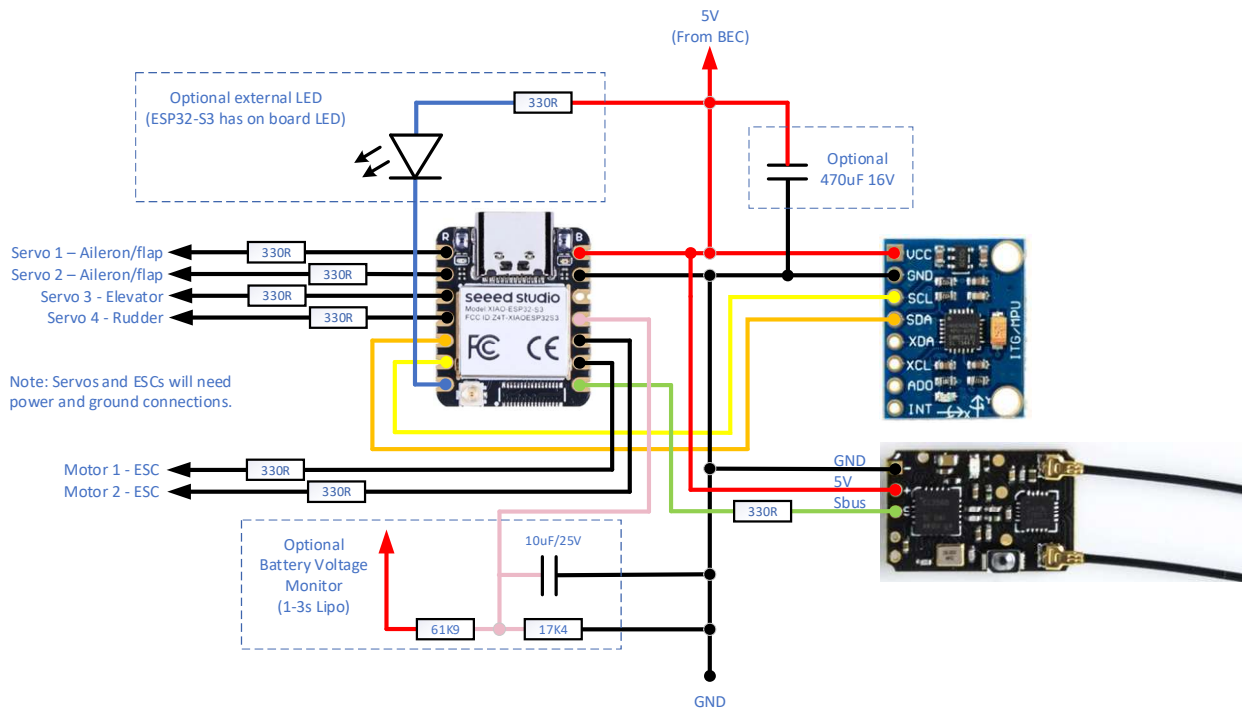 5V
(From BEC)
Optional external LED
(ESP32-S3 has on board LED)
330R
Optional
470uF 16V
Servo 1 – Aileron/flap
330R
Servo 2 – Aileron/flap
330R
Servo 3 - Elevator
330R
Servo 4 - Rudder
330R
R
B
seeed studio
Model:XIAO-ESP32-S3
FCC ID:Z4T-XIAOESP32S3
FC CE
VCC
GND
SCL
SDA
XDA
XCL
ADO
INT
ITG/MPU
X
Y
Note: Servos and ESCs will need
power and ground connections.
Motor 1 - ESC
330R
Motor 2 - ESC
330R
GND
5V
Sbus
330R
+
S
Optional
Battery Voltage
Monitor
(1-3s Lipo)
10uF/25V
61K9
17K4
GND